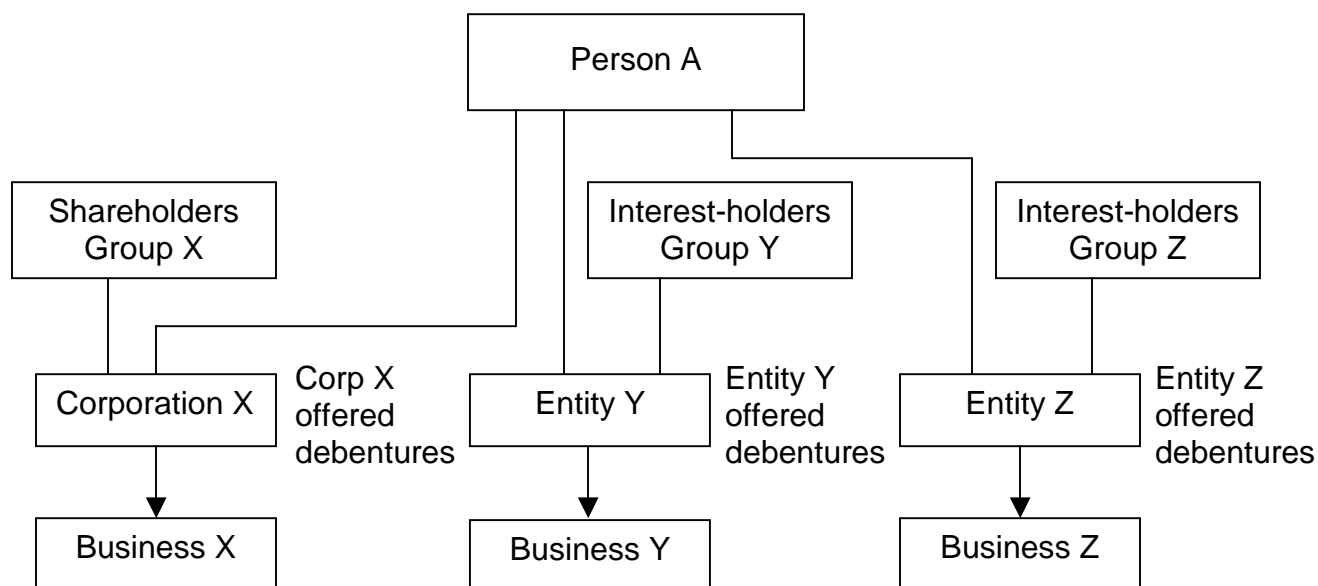 Person A
Shareholders
Group X
Interest-holders
Group Y
Interest-holders
Group Z
Corporation X
Corp X
offered
debentures
Entity Y
Entity Y
offered
debentures
Entity Z
Entity Z
offered
debentures
Business X
Business Y
Business Z